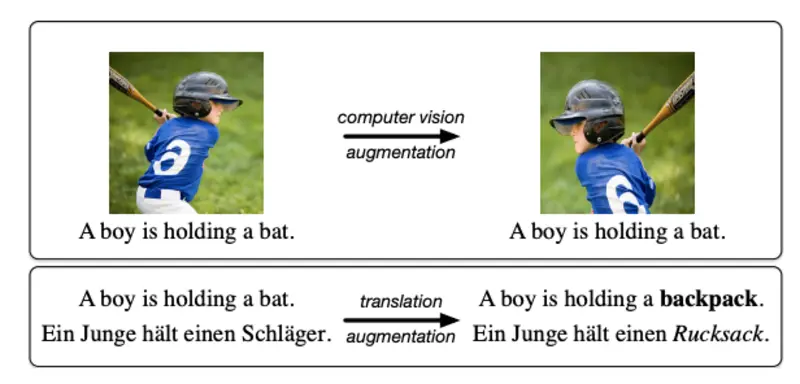 computer vision
augmentation
A boy is holding a bat.
A boy is holding a bat.
A boy is holding a bat.
Ein Junge hält einen Schläger.
translation
augmentation
A boy is holding a backpack.
Ein Junge hält einen Rucksack.